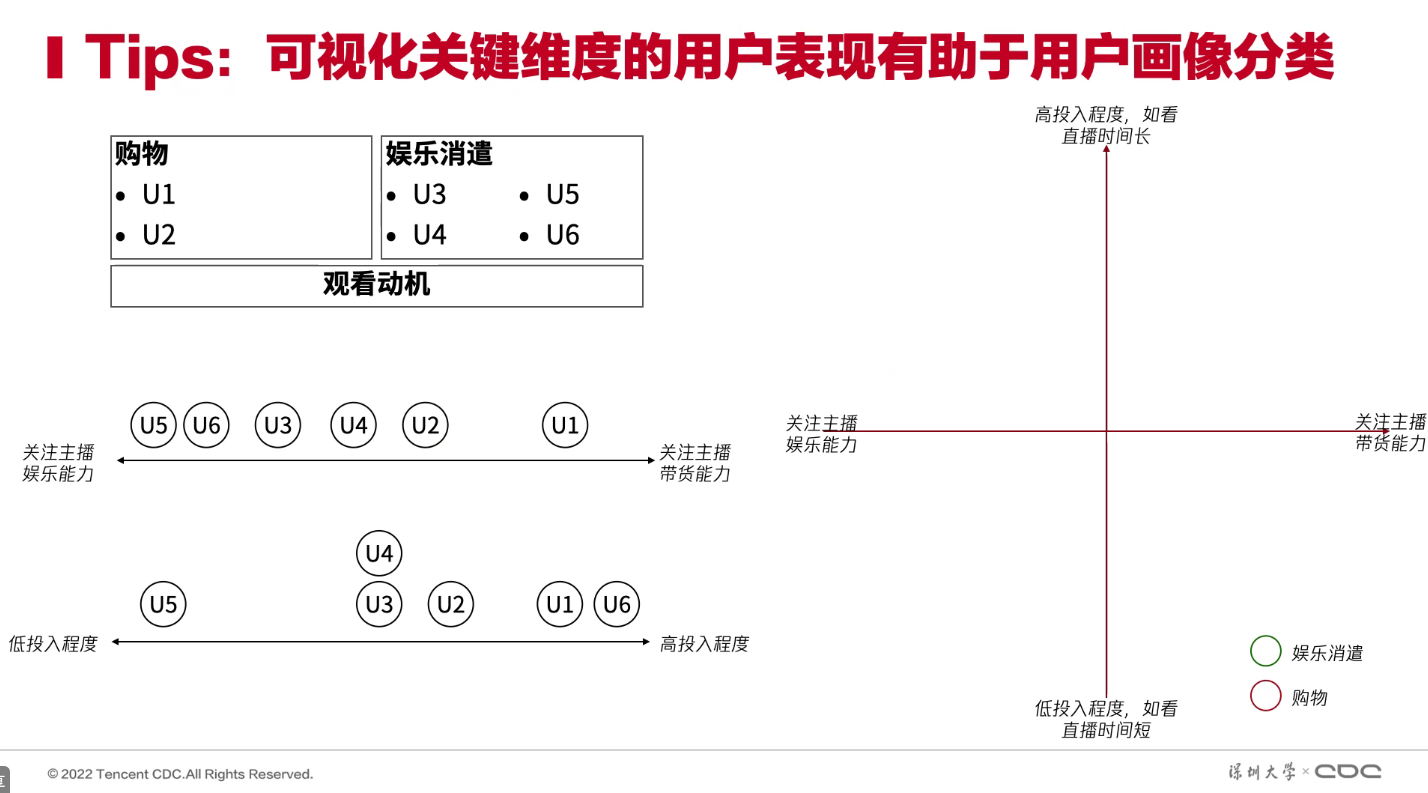 Tips: 可视化关键维度的用户表现有助于用户画像分类
购物
• U1
• U2
娱乐消遣
• U3
• U4
• U5
• U6
观看动机
U5
U6
U3
U4
U2
U1
关注主播
娱乐能力
关注主播
带货能力
U4
U5
U3
U2
U1
U6
低投入程度
高投入程度
高投入程度，如看
直播时间长
关注主播
娱乐能力
关注主播
带货能力
低投入程度，如看
直播时间短
娱乐消遣
购物
© 2022 Tencent CDC.All Rights Reserved.
深圳大学 × CDC